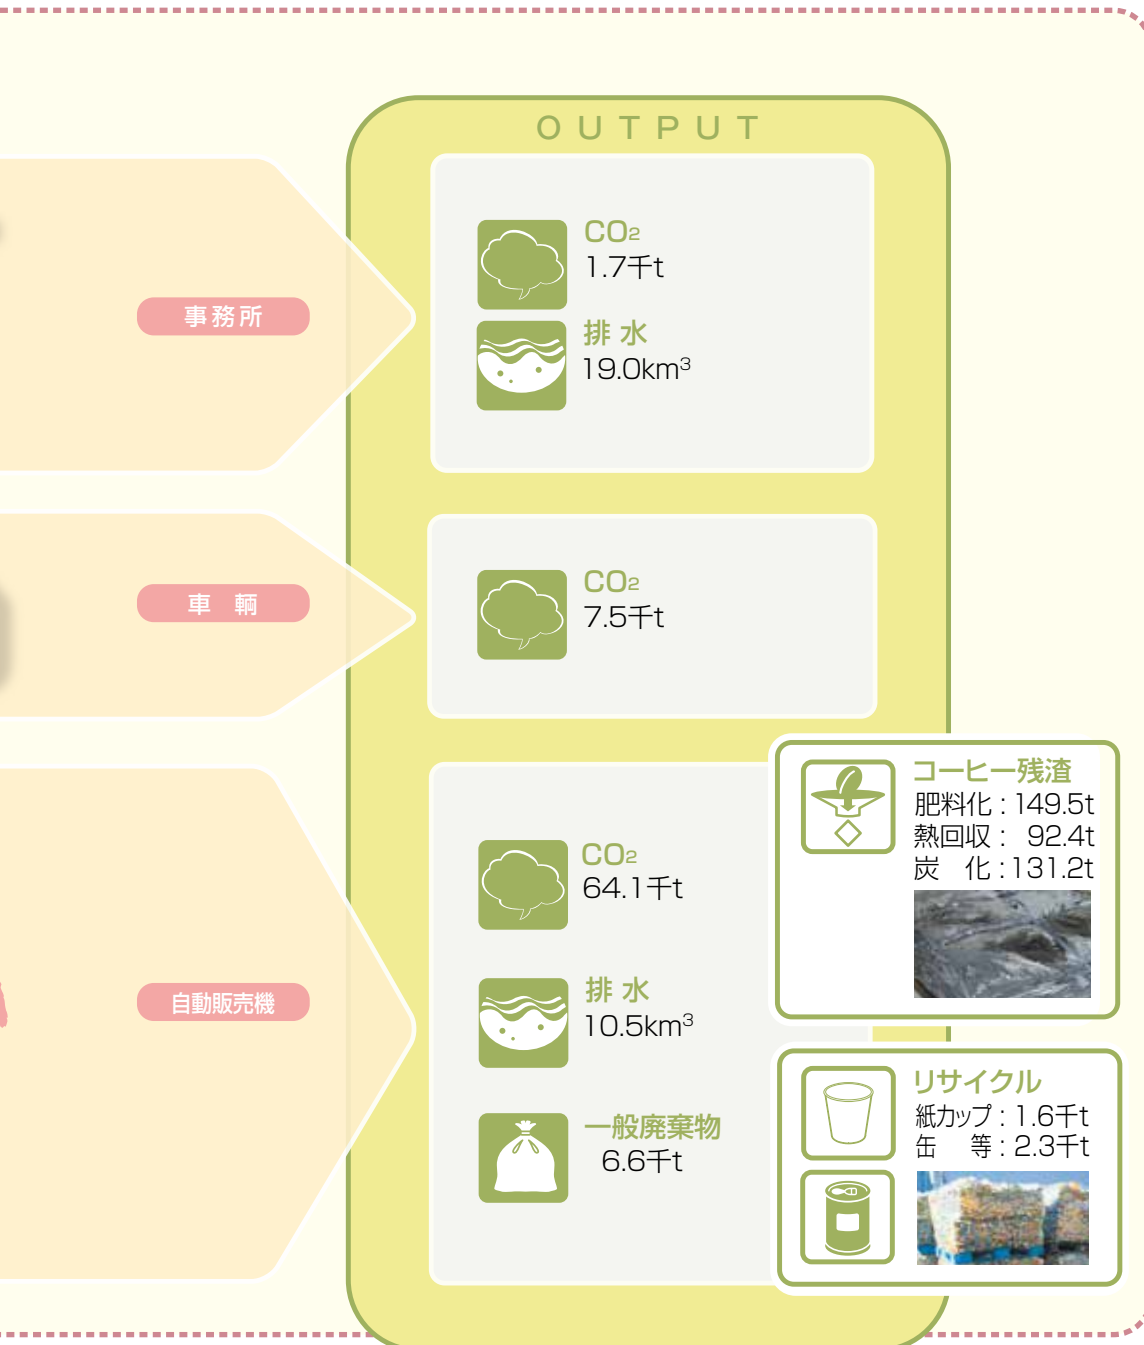 OUTPUT
事務所
CO2
1.7千t
排 水
19.0km3
車 輌
CO2
7.5千t
自動販売機
CO2
64.1千t
排 水
10.5km3
一般廃棄物
6.6千t
コーヒー残渣
肥料化 : 149.5t
熱回収 : 92.4t
炭 化 : 131.2t
リサイクル
紙カップ : 1.6千t
缶 等 : 2.3千t